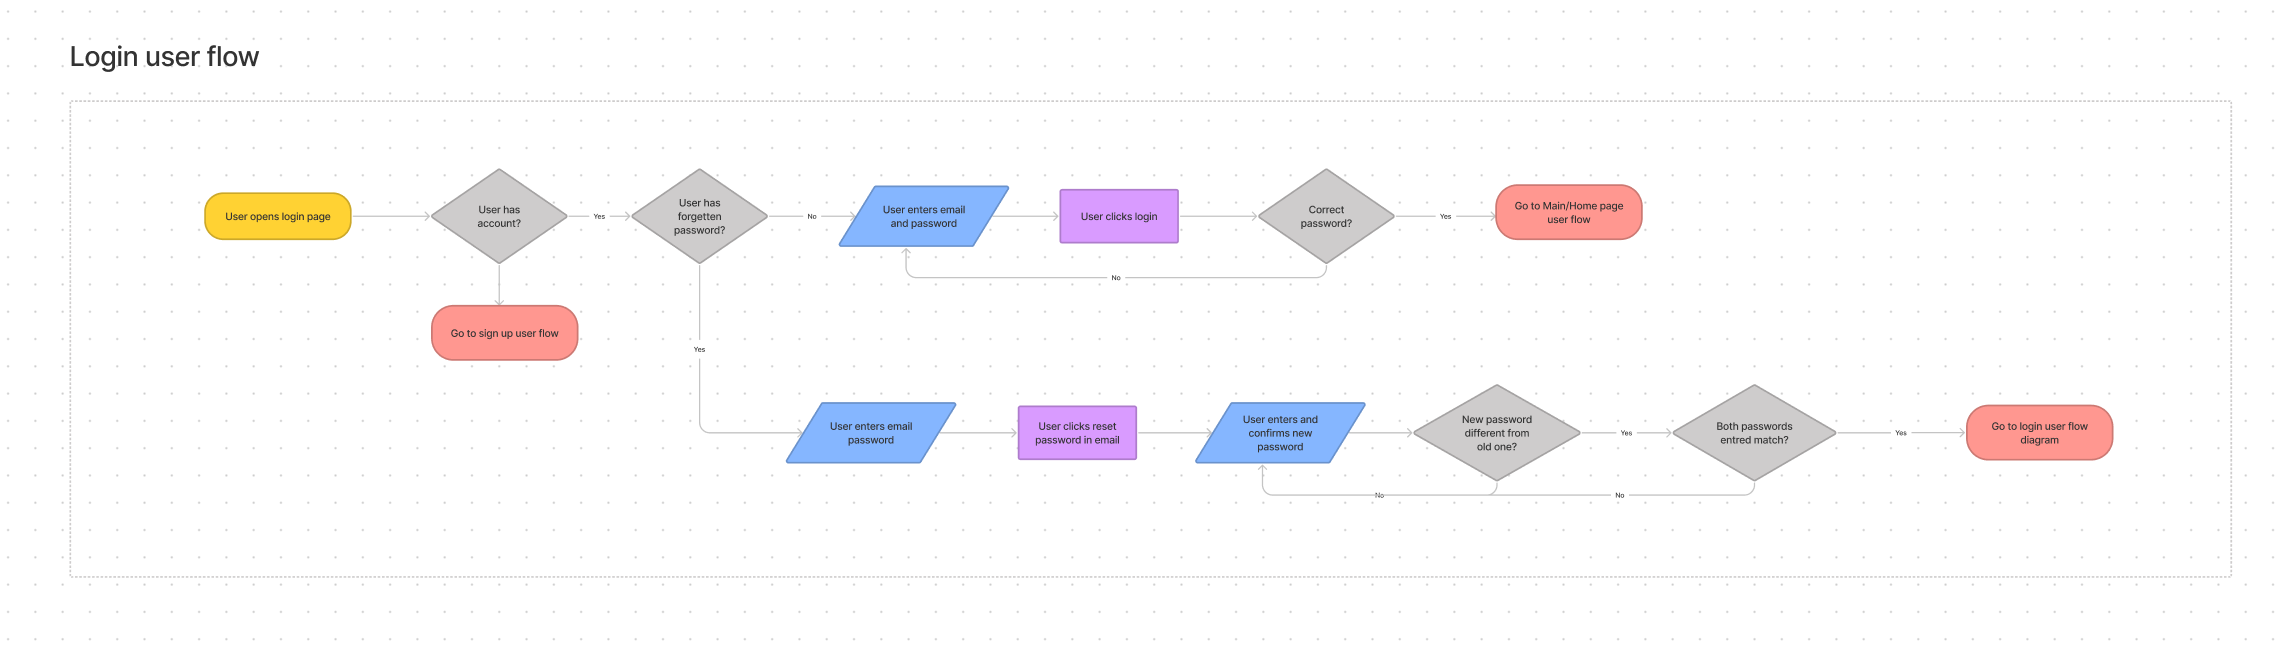 Login user flow
User opens login page
User has
account?
Yes
User has
forgetten
password?
No
User enters email
and password
User clicks login
Correct
password?
Yes
Go to Main/Home page
user flow
No
Go to sign up user flow
Yes
User enters email
password
User clicks reset
password in email
User enters and
confirms new
password
New password
different from
old one?
Yes
Both passwords
entred match?
Yes
Go to login user flow
diagram
No
No